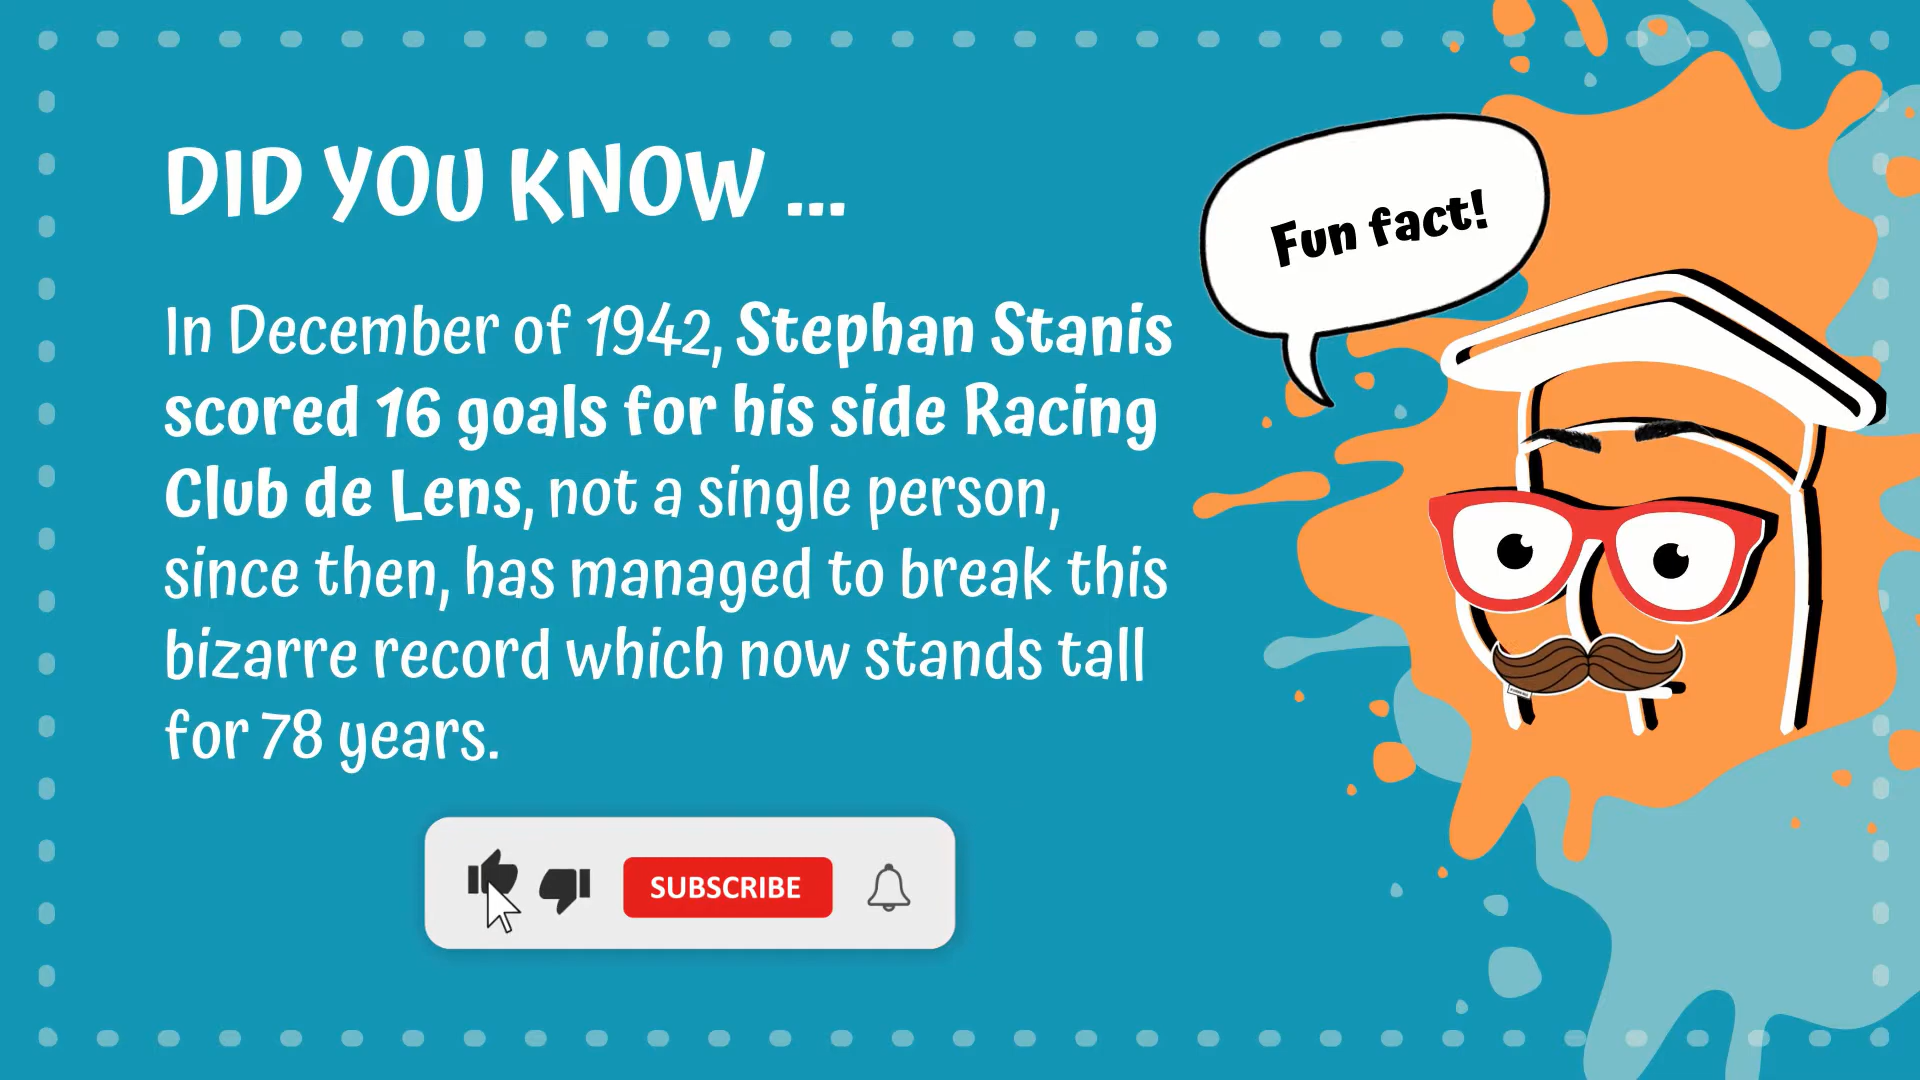 DID YOU KNOW ...
Fun fact!
In December of 1942, Stephan Stanis
scored 16 goals for his side Racing
Club de Lens, not a single person,
since then, has managed to break this
bizarre record which now stands tall
for 78 years.
SUBSCRIBE